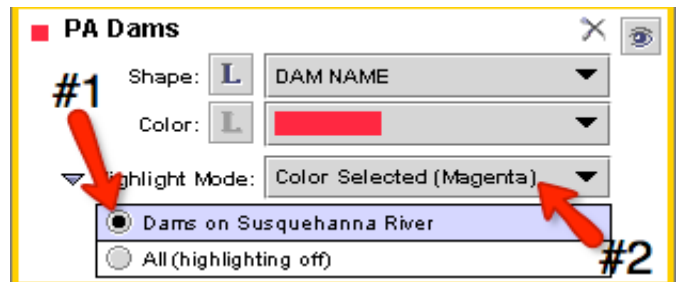 PA Dams
Shape: L DAM NAME
#1
Color: L
Highlight Mode: Color Selected (Magenta)
Dams on Susquehanna River
All (highlighting off)
#2